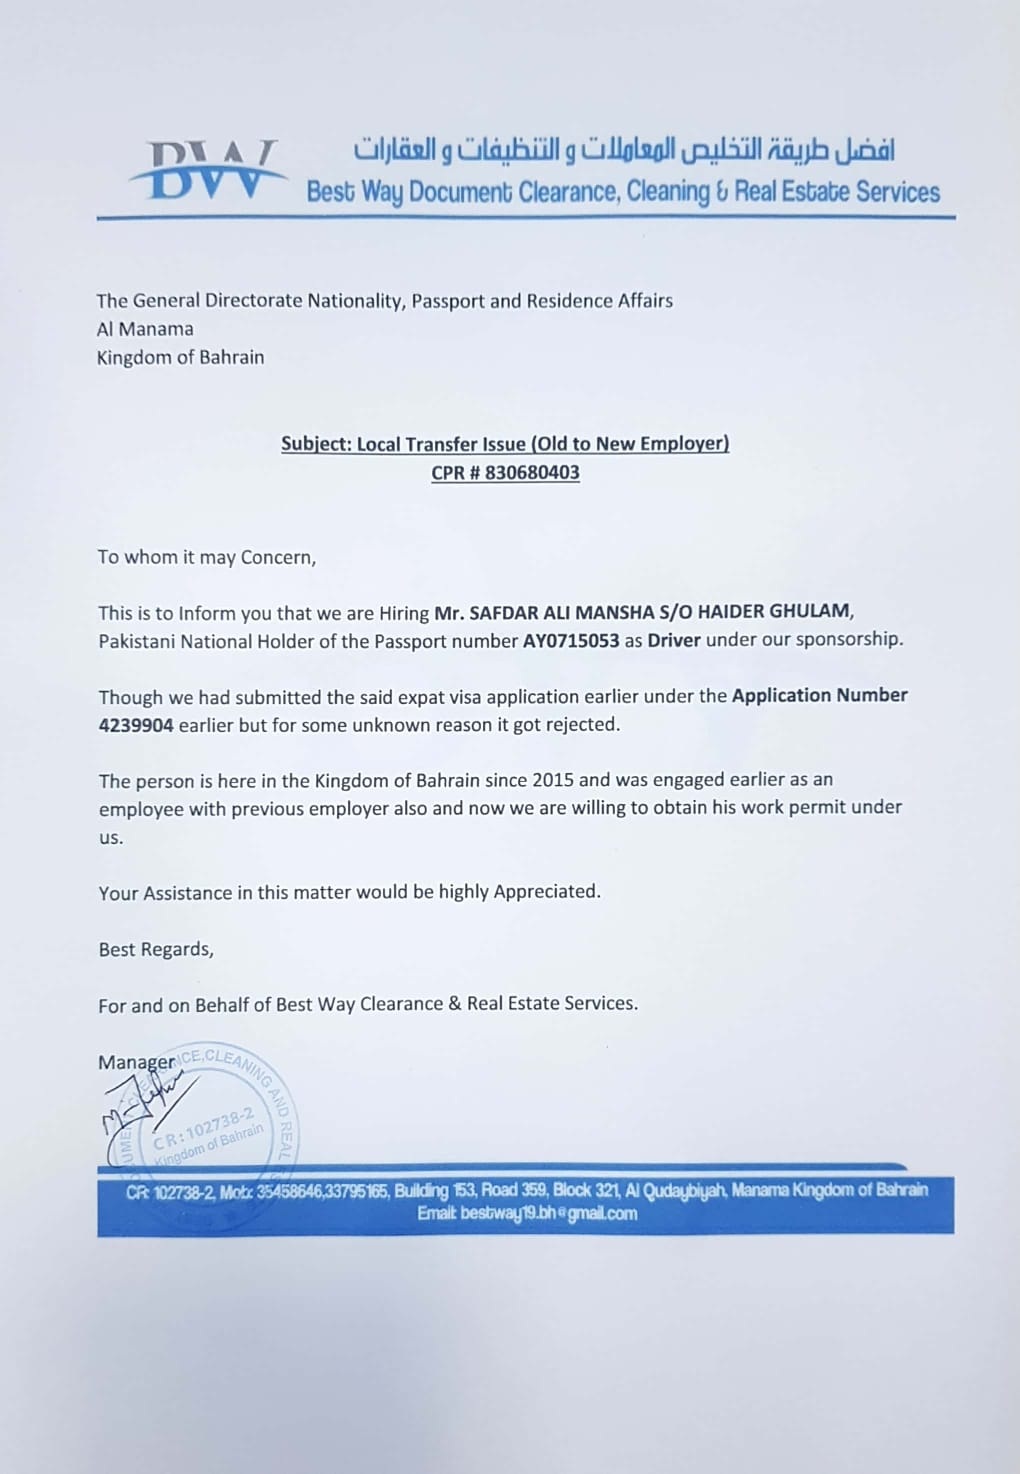 BW
افضل طريقة التخليص المعاملات و التنظيفات و العقارات
Best Way Document Clearance, Cleaning & Real Estate Services
The General Directorate Nationality, Passport and Residence Affairs
Al Manama
Kingdom of Bahrain
Subject: Local Transfer Issue (Old to New Employer)
CPR # 830680403
To whom it may Concern,
This is to Inform you that we are Hiring Mr. SAFDAR ALI MANSHA S/O HAIDER GHULAM,
Pakistani National Holder of the Passport number AY0715053 as Driver under our sponsorship.
Though we had submitted the said expat visa application earlier under the Application Number
4239904 earlier but for some unknown reason it got rejected.
The person is here in the Kingdom of Bahrain since 2015 and was engaged earlier as an
employee with previous employer also and now we are willing to obtain his work permit under
us.
Your Assistance in this matter would be highly Appreciated.
Best Regards,
For and on Behalf of Best Way Clearance & Real Estate Services.
Manager
CLEANING AND REAL
CR:102738-2
Kingdom of Bahrain
CR: 102738-2, Mob: 35458646,33795165, Building 153, Road 359, Block 321, Al Qudaybiyah, Manama Kingdom of Bahrain
Email: bestway19.bh@gmail.com